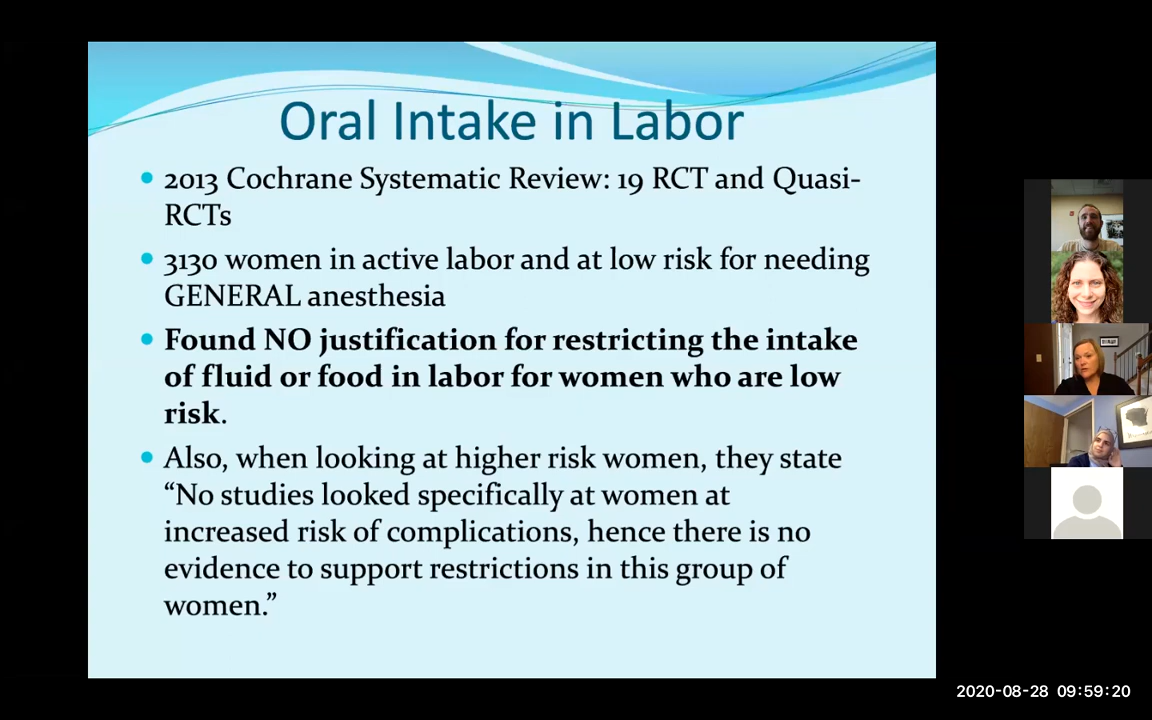 Oral Intake in Labor
• 2013 Cochrane Systematic Review: 19 RCT and Quasi-
RCTs
• 3130 women in active labor and at low risk for needing
GENERAL anesthesia
• Found NO justification for restricting the intake
of fluid or food in labor for women who are low
risk.
• Also, when looking at higher risk women, they state
“No studies looked specifically at women at
increased risk of complications, hence there is no
evidence to support restrictions in this group of
women.”
2020-08-28 09:59:20